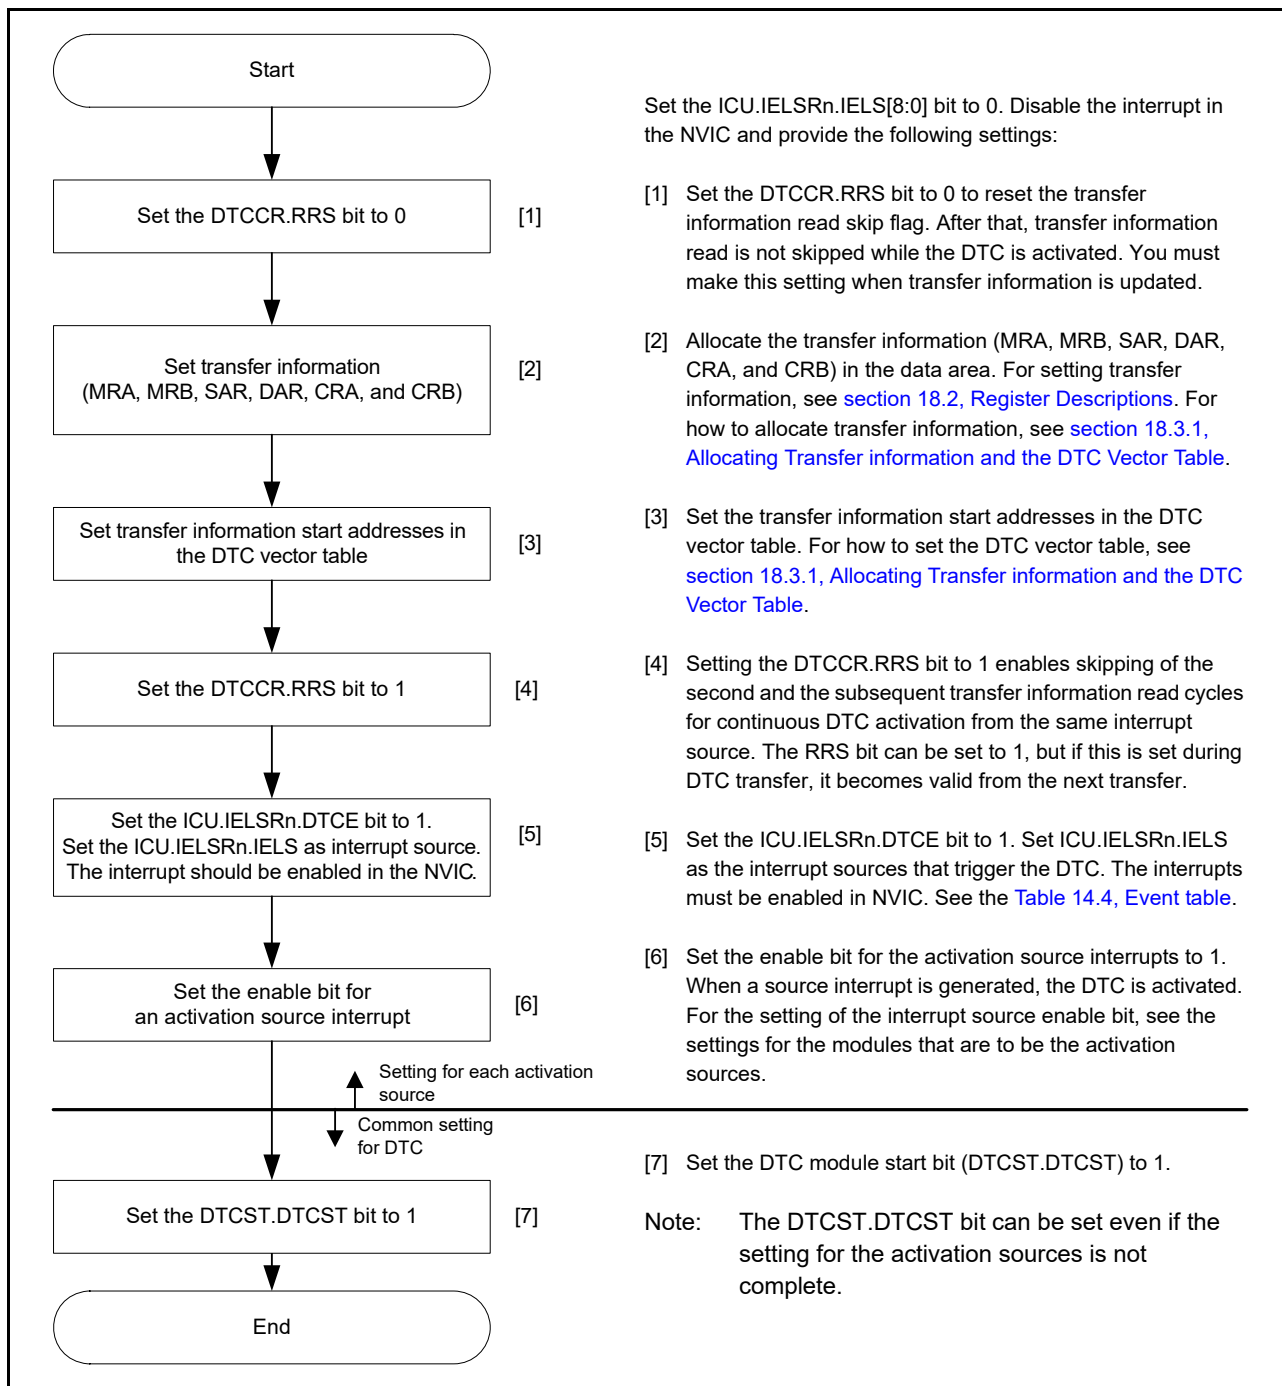 Start
Set the DTCCR.RRS bit to 0
[1]
Set transfer information
(MRA, MRB, SAR, DAR, CRA, and CRB)
[2]
Set transfer information start addresses in
the DTC vector table
[3]
Set the DTCCR.RRS bit to 1
[4]
Set the ICU.IELSRn.DTCE bit to 1.
Set the ICU.IELSRn.IELS as interrupt source.
The interrupt should be enabled in the NVIC.
[5]
Set the enable bit for
an activation source interrupt
[6]
Setting for each activation
source
Common setting
for DTC
Set the DTCST.DTCST bit to 1
[7]
End
Set the ICU.IELSRn.IELS[8:0] bit to 0. Disable the interrupt in
the NVIC and provide the following settings:
[1] Set the DTCCR.RRS bit to 0 to reset the transfer
information read skip flag. After that, transfer information
read is not skipped while the DTC is activated. You must
make this setting when transfer information is updated.
[2] Allocate the transfer information (MRA, MRB, SAR, DAR,
CRA, and CRB) in the data area. For setting transfer
information, see section 18.2, Register Descriptions. For
how to allocate transfer information, see section 18.3.1,
Allocating Transfer information and the DTC Vector Table.
[3] Set the transfer information start addresses in the DTC
vector table. For how to set the DTC vector table, see
section 18.3.1, Allocating Transfer information and the DTC
Vector Table.
[4] Setting the DTCCR.RRS bit to 1 enables skipping of the
second and the subsequent transfer information read cycles
for continuous DTC activation from the same interrupt
source. The RRS bit can be set to 1, but if this is set during
DTC transfer, it becomes valid from the next transfer.
[5] Set the ICU.IELSRn.DTCE bit to 1. Set ICU.IELSRn.IELS
as the interrupt sources that trigger the DTC. The interrupts
must be enabled in NVIC. See the Table 14.4, Event table.
[6] Set the enable bit for the activation source interrupts to 1.
When a source interrupt is generated, the DTC is activated.
For the setting of the interrupt source enable bit, see the
settings for the modules that are to be the activation
sources.
[7] Set the DTC module start bit (DTCST.DTCST) to 1.
Note: The DTCST.DTCST bit can be set even if the
setting for the activation sources is not
complete.